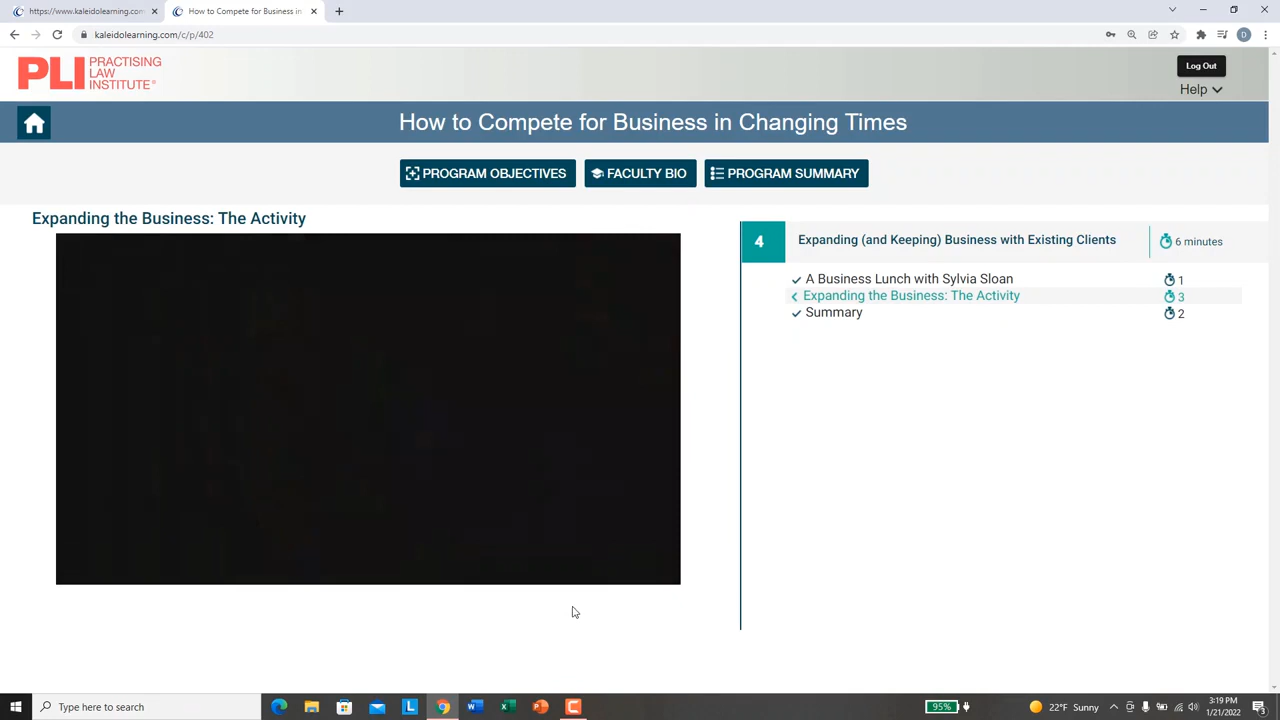 https://www.kaleidolearning.com
How to Compete for Business in
kaleidolearning.com/c/p/402
D
PLI PRACTISING
LAW
INSTITUTE®
Log Out
Help
How to Compete for Business in Changing Times
PROGRAM OBJECTIVES
FACULTY BIO
PROGRAM SUMMARY
Expanding the Business: The Activity
4
Expanding (and Keeping) Business with Existing Clients
6 minutes
A Business Lunch with Sylvia Sloan
1
Expanding the Business: The Activity
3
Summary
2
Type here to search
95%
22°F Sunny
3:19 PM
1/21/2022
3